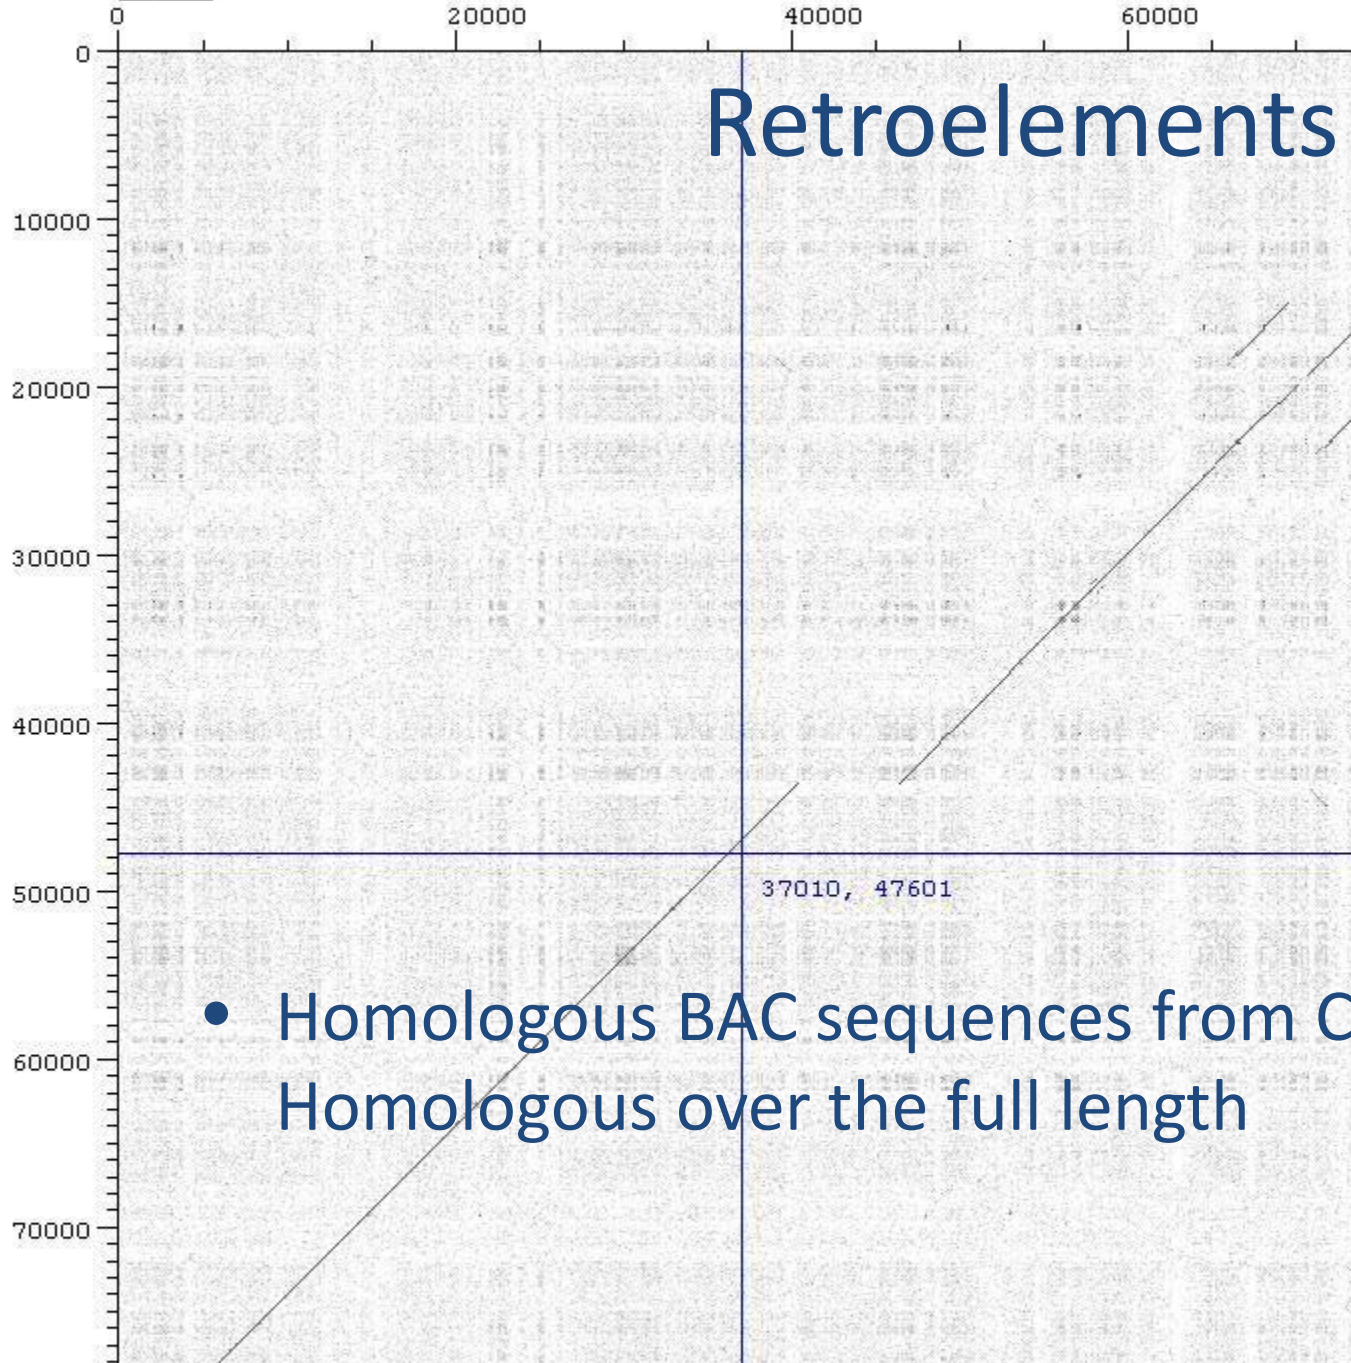 0 20000 40000 60000
0
Retroelements
10000
20000
30000
40000
50000
37010, 47601
• Homologous BAC sequences from C
60000
Homologous over the full length
70000